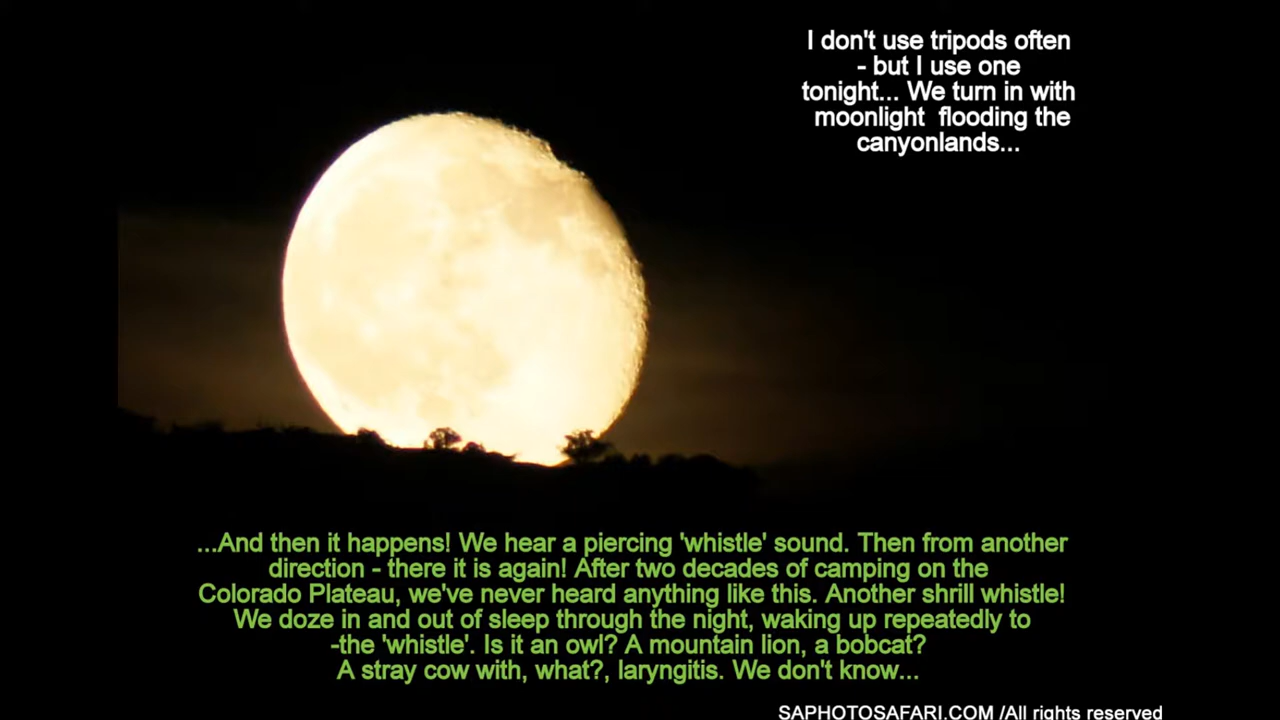 I don't use tripods often
- but I use one
tonight... We turn in with
moonlight flooding the
canyonlands...
...And then it happens! We hear a piercing 'whistle' sound. Then from another
direction - there it is again! After two decades of camping on the
Colorado Plateau, we've never heard anything like this. Another shrill whistle!
We doze in and out of sleep through the night, waking up repeatedly to
-the 'whistle'. Is it an owl? A mountain lion, a bobcat?
A stray cow with, what?, laryngitis. We don't know...
SAPHOTOSAFARI.COM /All rights reserved